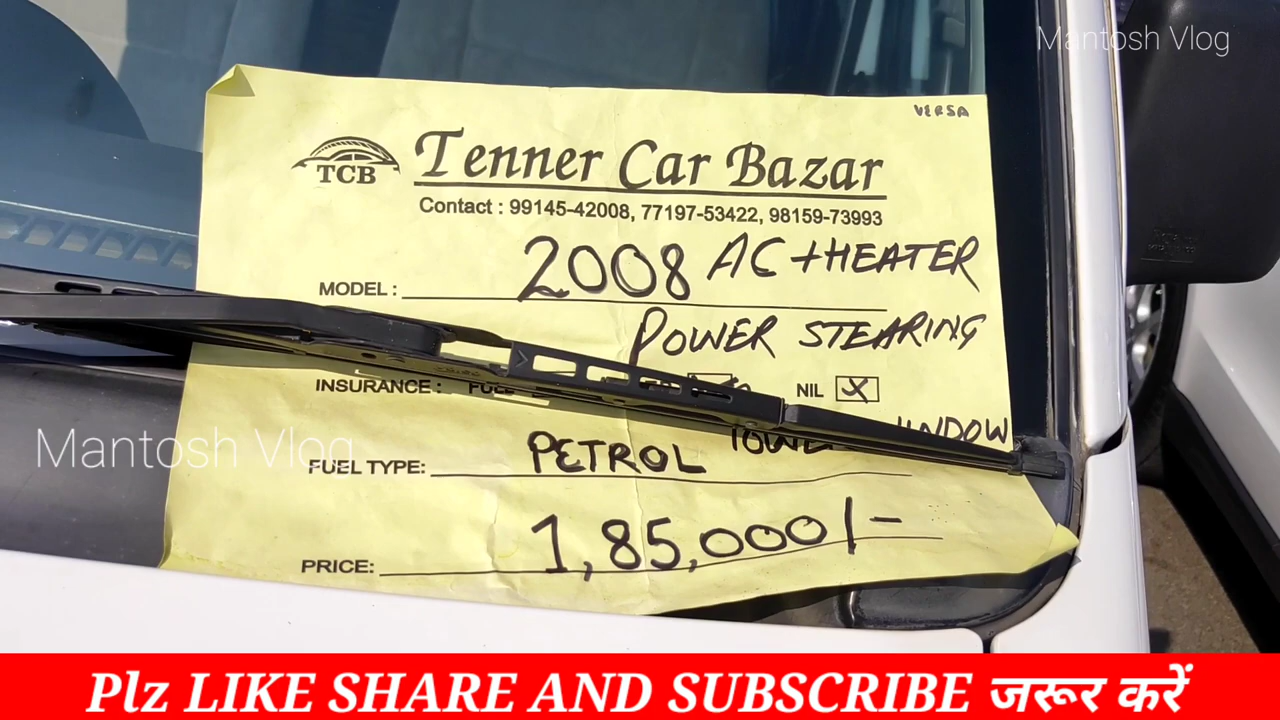 Mantosh Vlog
VERSA
TCB
Tenner Car Bazar
Contact : 99145-42008, 77197-53422, 98159-73993
MODEL : 2008 AC + HEATER
POWER STEARING
INSURANCE : NIL X
FUEL TYPE: PETROL
Mantosh Vlog
PRICE: 1,85,000/-
Plz LIKE SHARE AND SUBSCRIBE जरूर करें